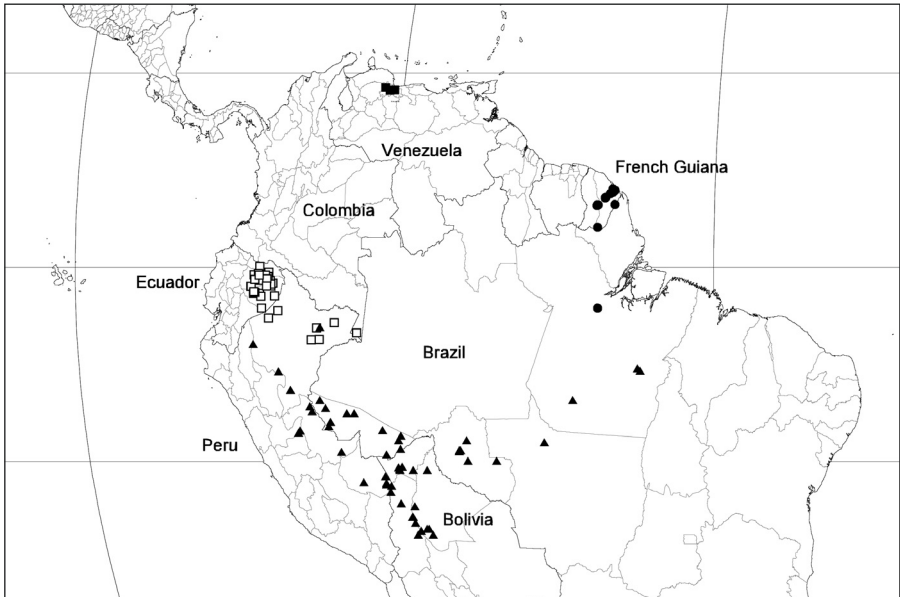 Venezuela
French Guiana
Colombia
Ecuador
Brazil
Peru
Bolivia